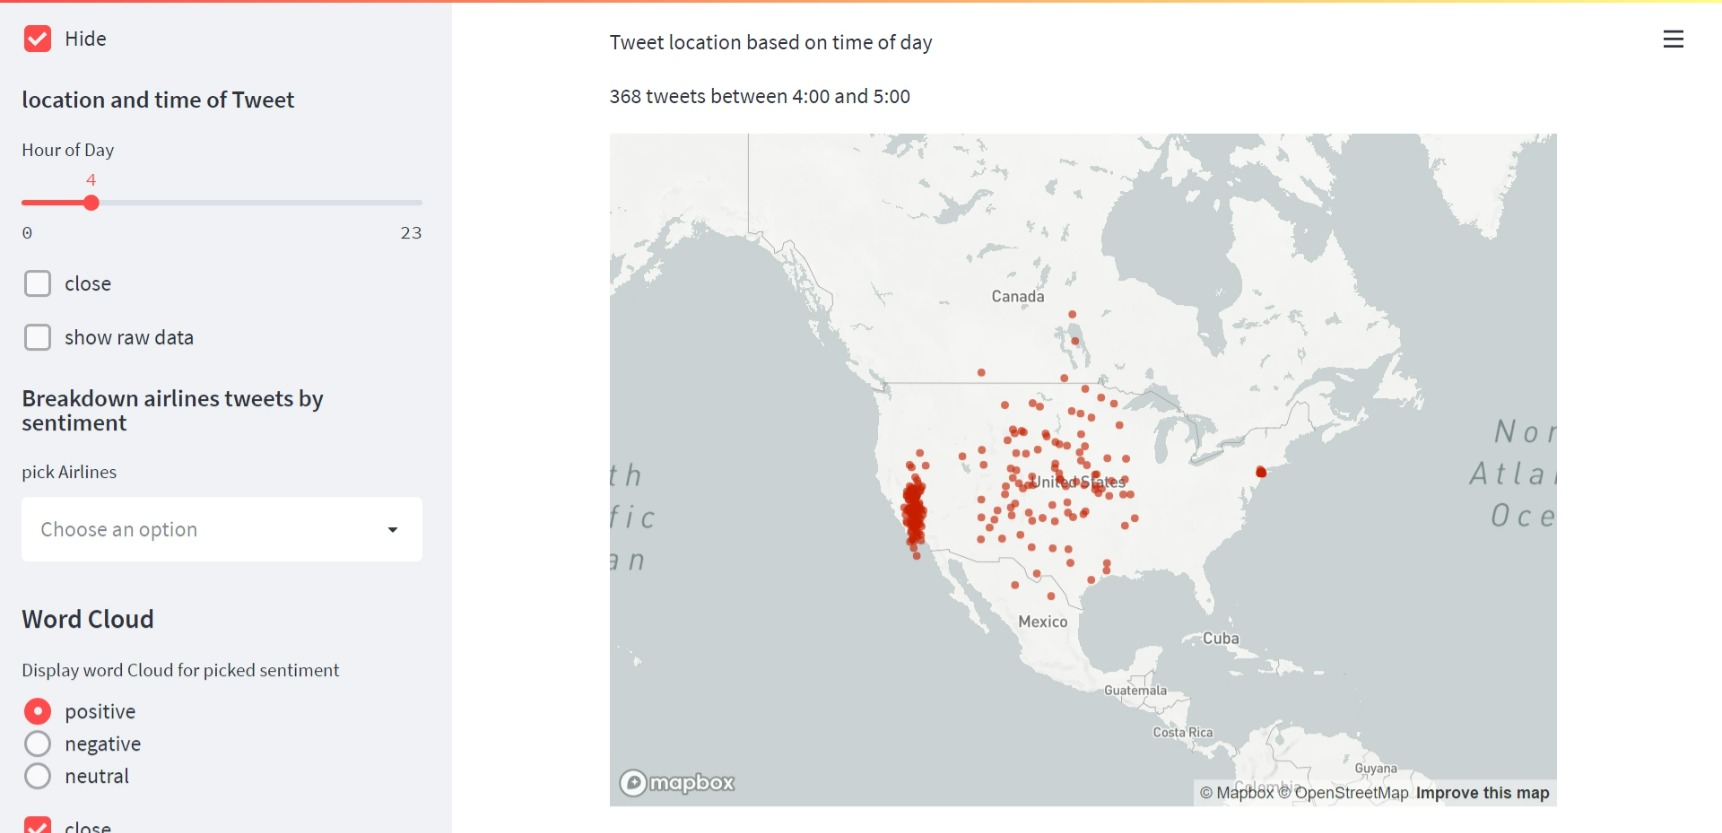 Hide
location and time of Tweet
Hour of Day
4
0
23
close
show raw data
Breakdown airlines tweets by
sentiment
pick Airlines
Choose an option
Word Cloud
Display word Cloud for picked sentiment
positive
negative
neutral
close
Tweet location based on time of day
368 tweets between 4:00 and 5:00
Canada
United States
Nor
Atla
Oce
th
fic
an
Mexico
Cuba
Guatemala
Costa Rica
Guyana
Colombia
mapbox
© Mapbox © OpenStreetMap Improve this map